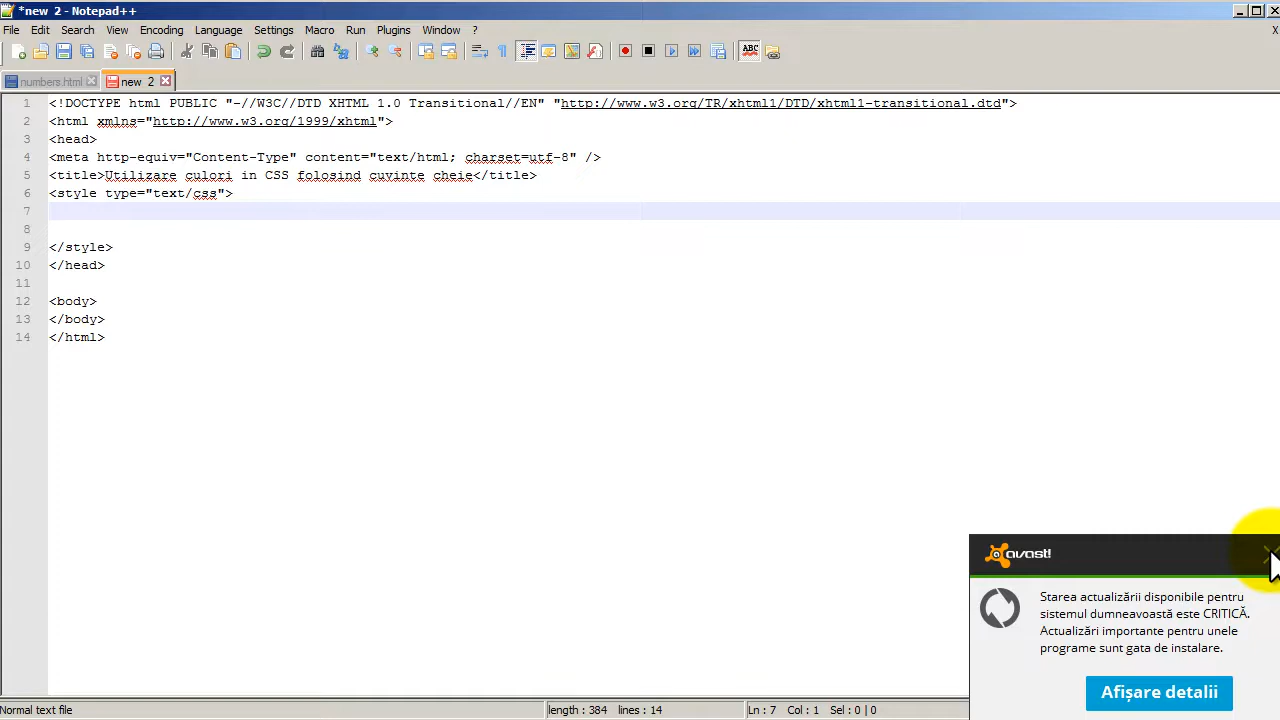 *new  2 - Notepad++
File Edit Search View Encoding Language Settings Macro Run Plugins Window ? X
numbers.html new  2
1 <!DOCTYPE html PUBLIC "-//W3C//DTD XHTML 1.0 Transitional//EN" "http://www.w3.org/TR/xhtml1/DTD/xhtml1-transitional.dtd">
2 <html xmlns="http://www.w3.org/1999/xhtml">
3 <head>
4 <meta http-equiv="Content-Type" content="text/html; charset=utf-8" />
5 <title>Utilizare culori in CSS folosind cuvinte cheie</title>
6 <style type="text/css">
7
8
9 </style>
10 </head>
11
12 <body>
13 </body>
14 </html>
avast!
Starea actualizării disponibile pentru
sistemul dumneavoastă este CRITICĂ.
Actualizări importante pentru unele
programe sunt gata de instalare.
Afișare detalii
Normal text file length : 384 lines : 14 Ln : 7 Col : 1 Sel : 0 | 0